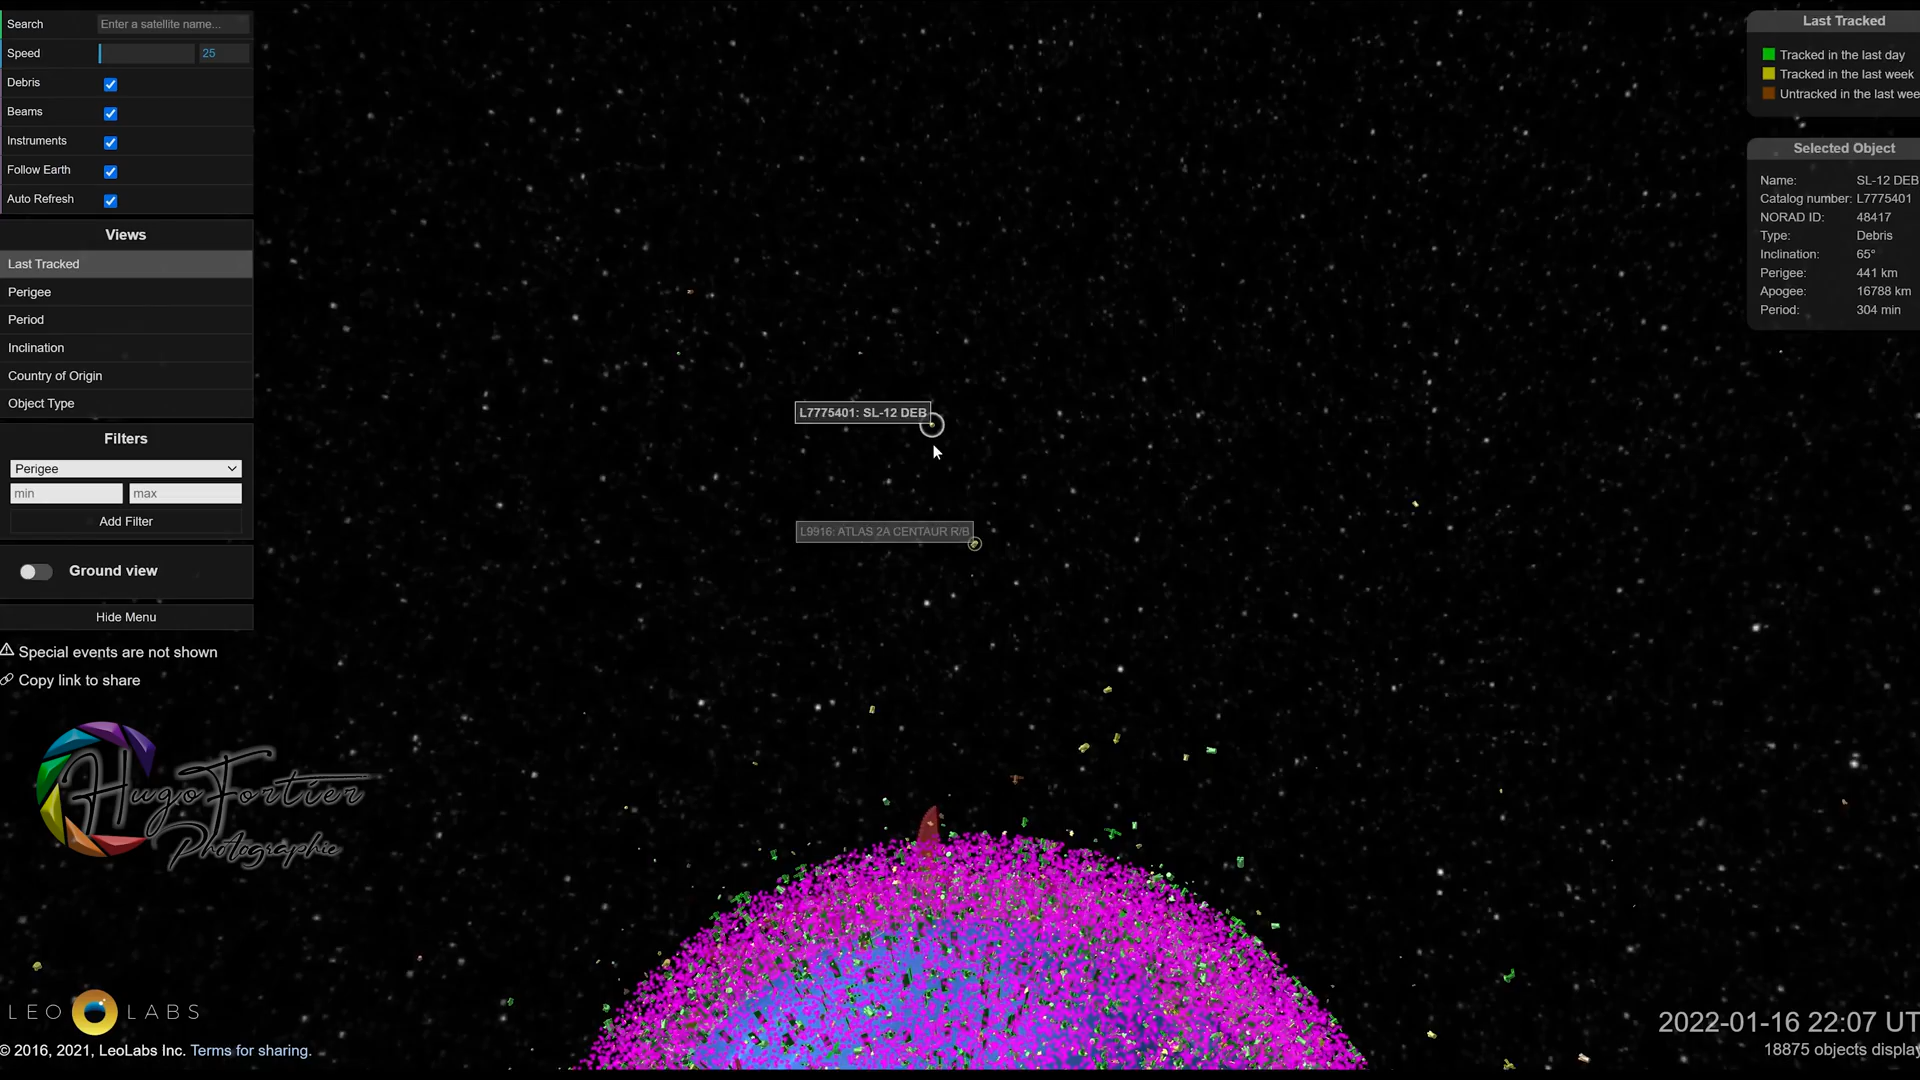 Search Enter a satellite name...
Speed 25
Debris
Beams
Instruments
Follow Earth
Auto Refresh
Views
Last Tracked
Perigee
Period
Inclination
Country of Origin
Object Type
Filters
Perigee
min max
Add Filter
Ground view
Hide Menu
Special events are not shown
Copy link to share
Hugo Fortier
Photographie
LEO LABS
© 2016, 2021, LeoLabs Inc. Terms for sharing.
L7775401: SL-12 DEB
L9916: ATLAS 2A CENTAUR R/B
Last Tracked
Tracked in the last day
Tracked in the last week
Untracked in the last wee
Selected Object
Name: SL-12 DEB
Catalog number: L7775401
NORAD ID: 48417
Type: Debris
Inclination: 65°
Perigee: 441 km
Apogee: 16788 km
Period: 304 min
2022-01-16 22:07 UT
18875 objects display